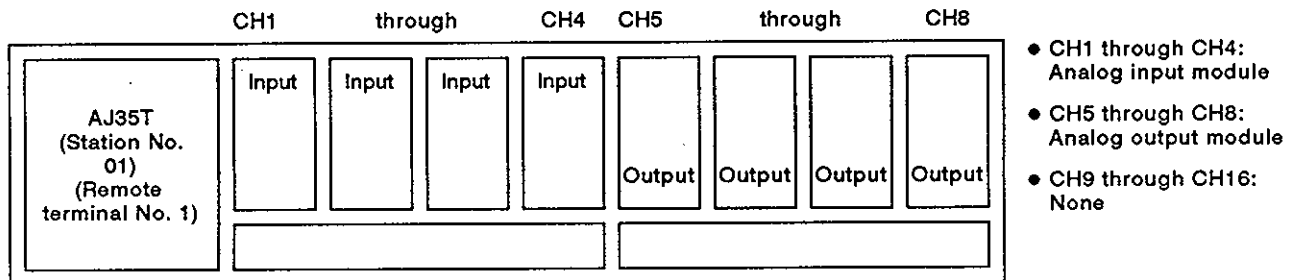 CH1 through CH4 CH5 through CH8
AJ35T
(Station No.
01)
(Remote
terminal No. 1)
Input Input Input Input
Output Output Output Output
● CH1 through CH4:
Analog input module
● CH5 through CH8:
Analog output module
● CH9 through CH16:
None